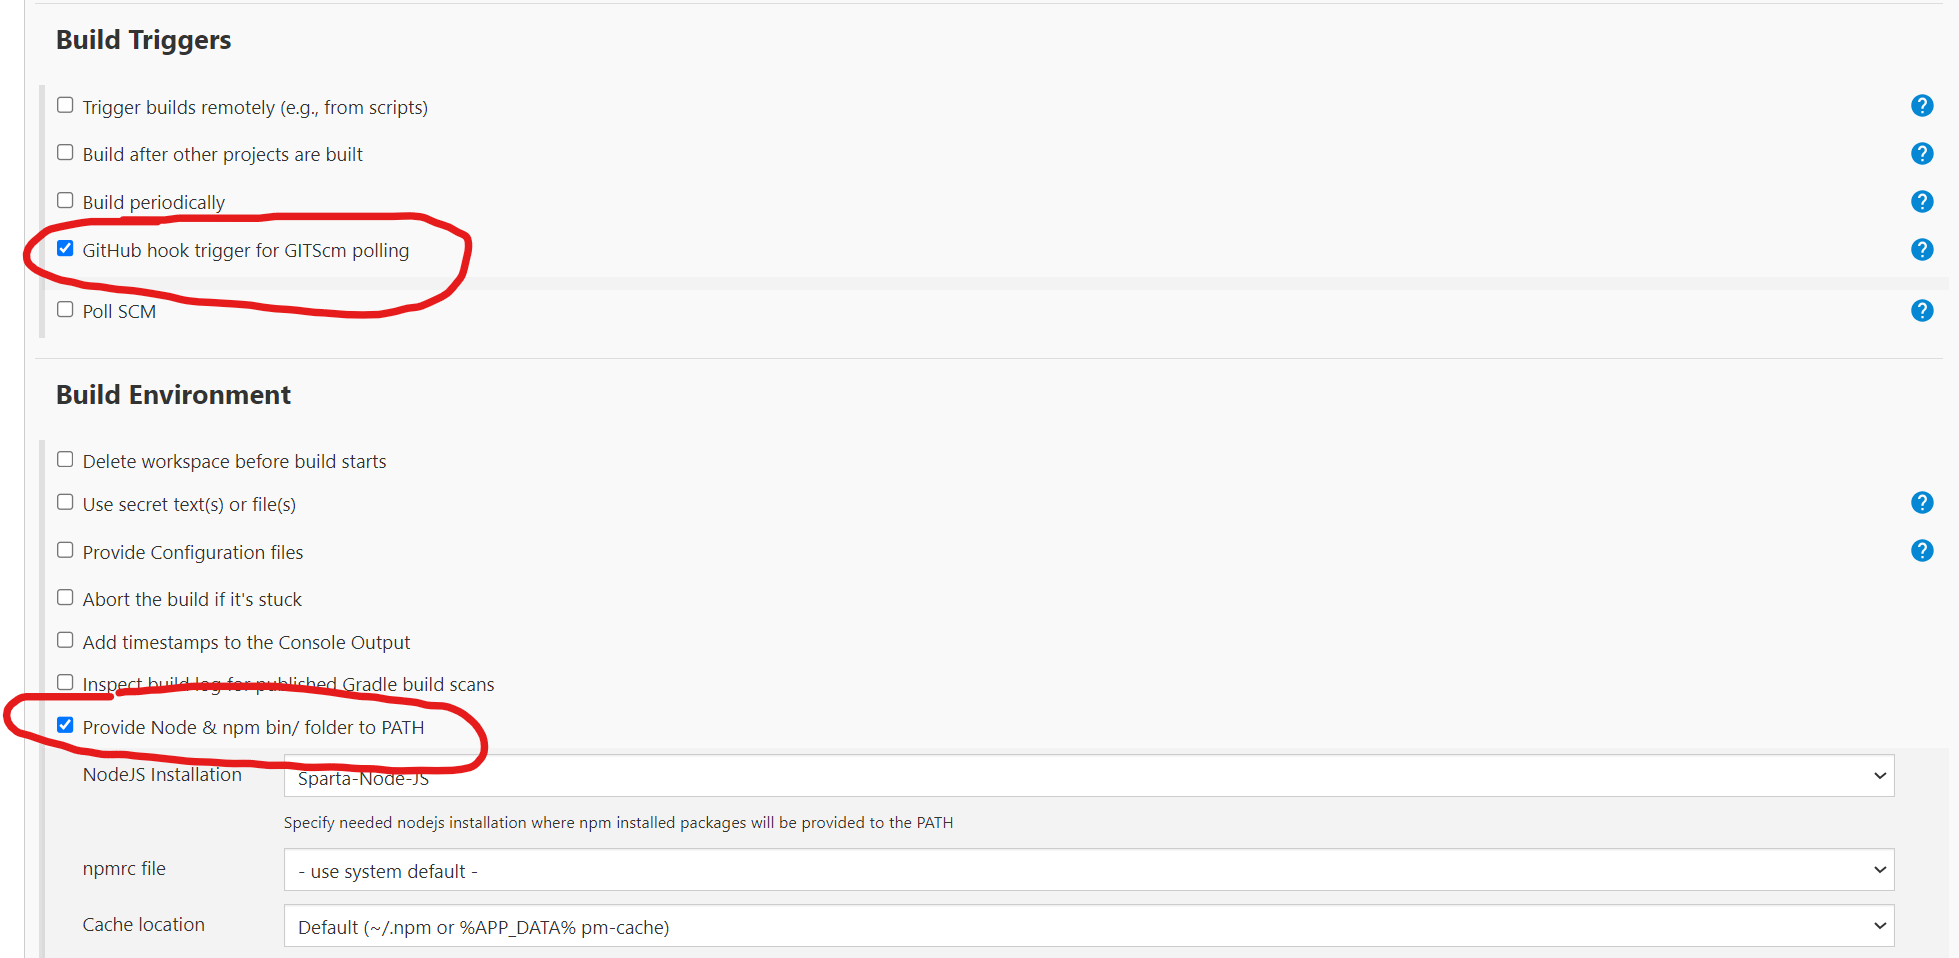 Build Triggers
Trigger builds remotely (e.g., from scripts)
Build after other projects are built
Build periodically
GitHub hook trigger for GITScm polling
Poll SCM
Build Environment
Delete workspace before build starts
Use secret text(s) or file(s)
Provide Configuration files
Abort the build if it's stuck
Add timestamps to the Console Output
Inspect build log for published Gradle build scans
Provide Node & npm bin/ folder to PATH
NodeJS Installation
Sparta-Node-JS
Specify needed nodejs installation where npm installed packages will be provided to the PATH
npmrc file
- use system default -
Cache location
Default (~/.npm or %APP_DATA% pm-cache)